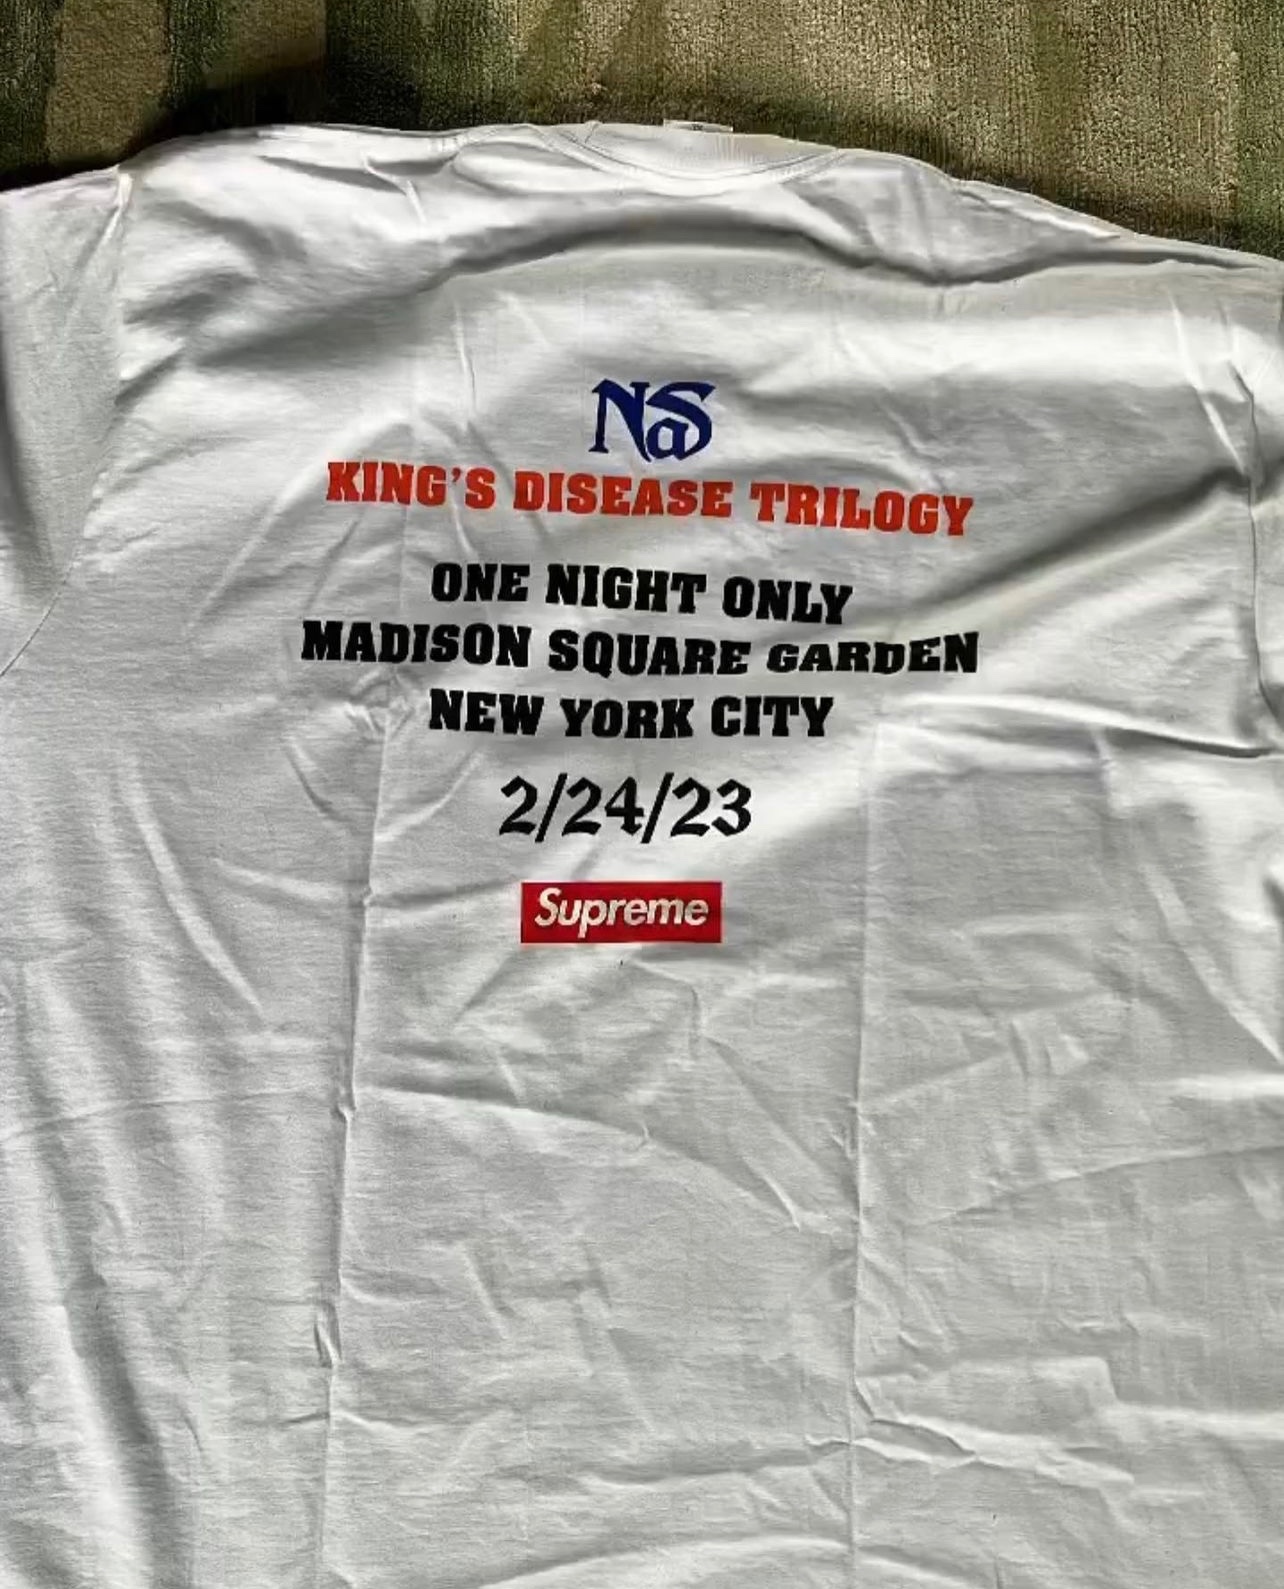 NaS
KING'S DISEASE TRILOGY
ONE NIGHT ONLY
MADISON SQUARE GARDEN
NEW YORK CITY
2/24/23
Supreme